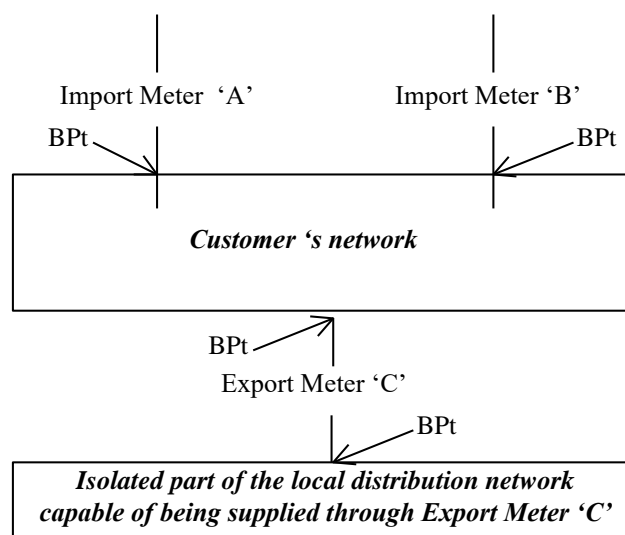 Import Meter ‘A’
Import Meter ‘B’
BPt
BPt
Customer ‘s network
BPt
Export Meter ‘C’
BPt
Isolated part of the local distribution network
capable of being supplied through Export Meter ‘C’